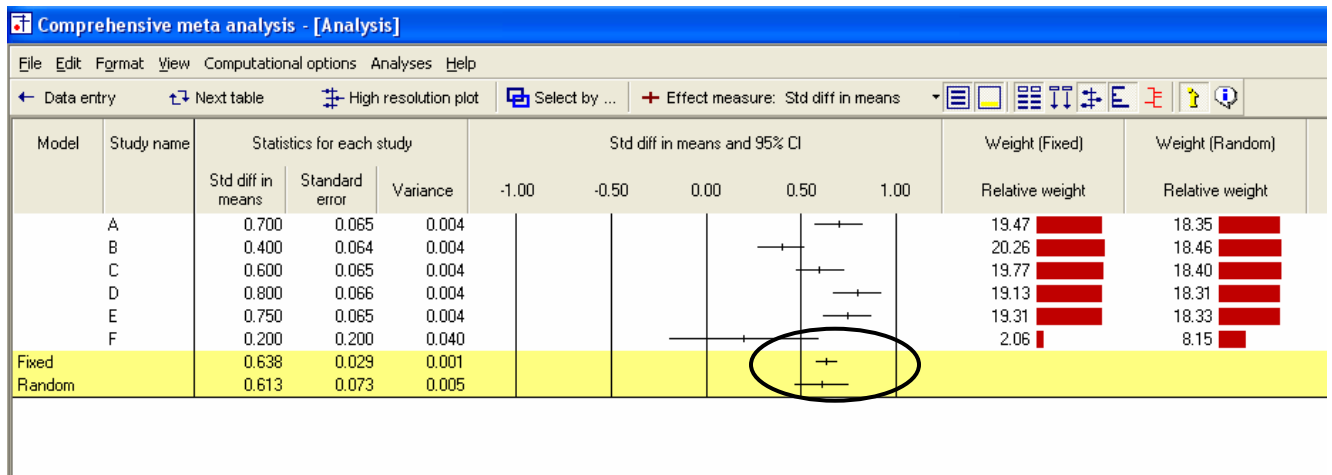 Comprehensive meta analysis - [Analysis]
File Edit Format View Computational options Analyses Help
Data entry Next table High resolution plot Select by ... Effect measure: Std diff in means
Model Study name Statistics for each study Std diff in means and 95% CI Weight (Fixed) Weight (Random)
Std diff in means Standard error Variance -1.00 -0.50 0.00 0.50 1.00 Relative weight Relative weight
A 0.700 0.065 0.004 19.47 18.35
B 0.400 0.064 0.004 20.26 18.46
C 0.600 0.065 0.004 19.77 18.40
D 0.800 0.066 0.004 19.13 18.31
E 0.750 0.065 0.004 19.31 18.33
F 0.200 0.200 0.040 2.06 8.15
Fixed 0.638 0.029 0.001
Random 0.613 0.073 0.005